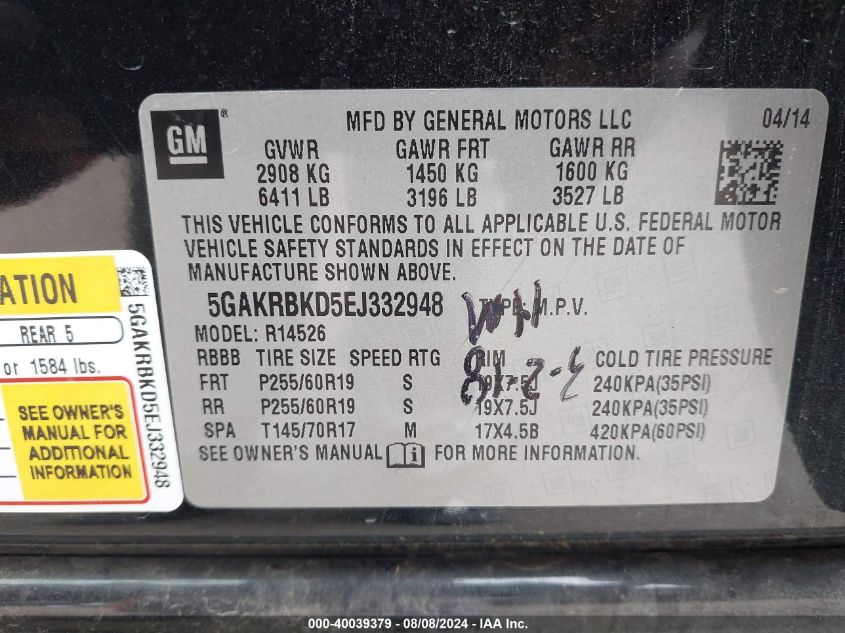 GM ®
MFD BY GENERAL MOTORS LLC 04/14
GVWR GAWR FRT GAWR RR
2908 KG 1450 KG 1600 KG
6411 LB 3196 LB 3527 LB
THIS VEHICLE CONFORMS TO ALL APPLICABLE U.S. FEDERAL MOTOR
VEHICLE SAFETY STANDARDS IN EFFECT ON THE DATE OF
MANUFACTURE SHOWN ABOVE.
5GAKRBKD5EJ332948 TYPE: M.P.V.
MODEL: R14526
RBBB TIRE SIZE SPEED RTG RIM COLD TIRE PRESSURE
FRT P255/60R19 S 19X7.5J 240KPA(35PSI)
RR P255/60R19 S 19X7.5J 240KPA(35PSI)
SPA T145/70R17 M 17X4.5B 420KPA(60PSI)
SEE OWNER'S MANUAL i FOR MORE INFORMATION.
ATION
REAR 5
or 1584 lbs.
SEE OWNER'S
MANUAL FOR
ADDITIONAL
INFORMATION
5GAKRBKD5EJ332948
000-40039379 - 08/08/2024 - IAAI Inc.